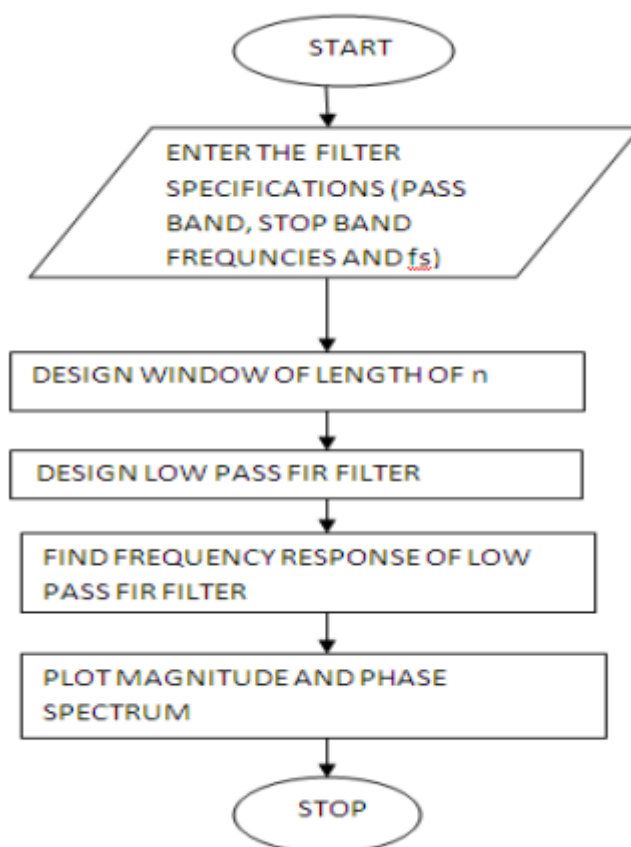 START
ENTER THE FILTER
SPECIFICATIONS (PASS
BAND, STOP BAND
FREQUNCIES AND fs)
DESIGN WINDOW OF LENGTH OF n
DESIGN LOW PASS FIR FILTER
FIND FREQUENCY RESPONSE OF LOW
PASS FIR FILTER
PLOT MAGNITUDE AND PHASE
SPECTRUM
STOP